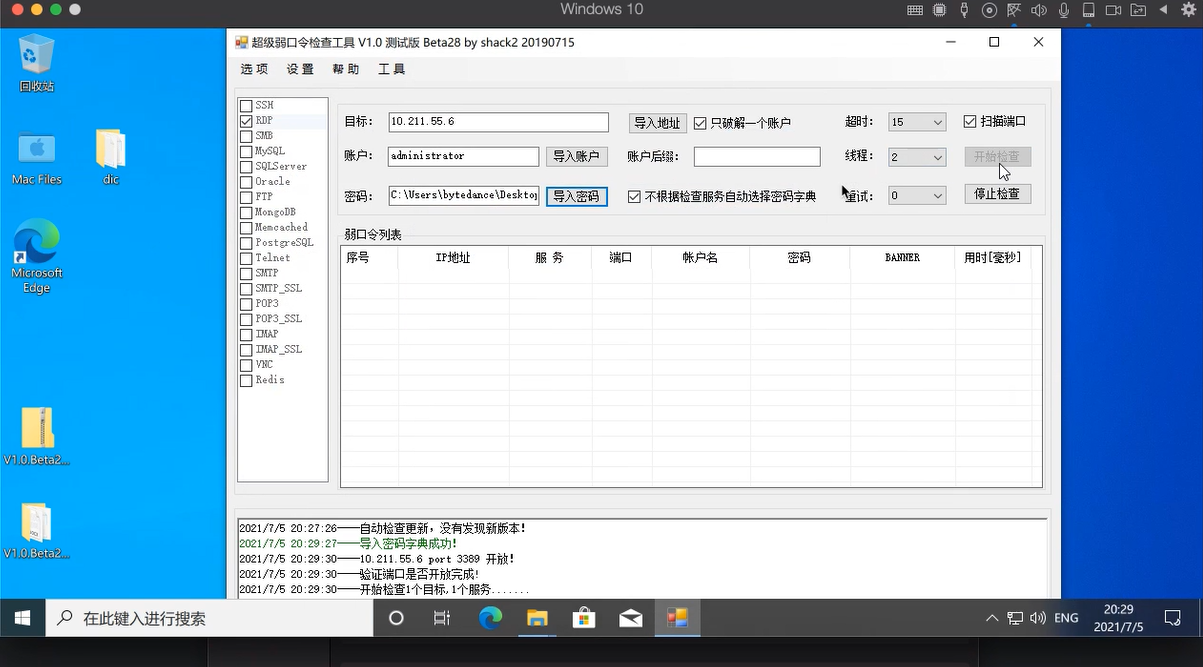 Windows 10
回收站
Mac Files
dic
Microsoft
Edge
V1.0.Beta2...
V1.0.Beta2...
超级弱口令检查工具 V1.0 测试版 Beta28 by shack2 20190715
选项 设置 帮助 工具
SSH
RDP
SMB
MySQL
SQLServer
Oracle
FTP
MongoDB
Memcached
PostgreSQL
Telnet
SMTP
SMTP_SSL
POP3
POP3_SSL
IMAP
IMAP_SSL
VNC
Redis
目标: 10.211.55.6 导入地址 只破解一个账户 超时: 15 扫描端口
账户: administrator 导入账户 账户后缀: 线程: 2 开始检查
密码: C:\Users\bytedance\Desktop 导入密码 不根据检查服务自动选择密码字典 重试: 0 停止检查
弱口令列表
序号 IP地址 服 务 端口 帐户名 密码 BANNER 用时[毫秒]
2021/7/5 20:27:26——自动检查更新，没有发现新版本!
2021/7/5 20:29:27——导入密码字典成功!
2021/7/5 20:29:30——10.211.55.6 port 3389 开放!
2021/7/5 20:29:30——验证端口是否开放完成!
2021/7/5 20:29:30——开始检查1个目标,1个服务.......
在此键入进行搜索
ENG
20:29
2021/7/5